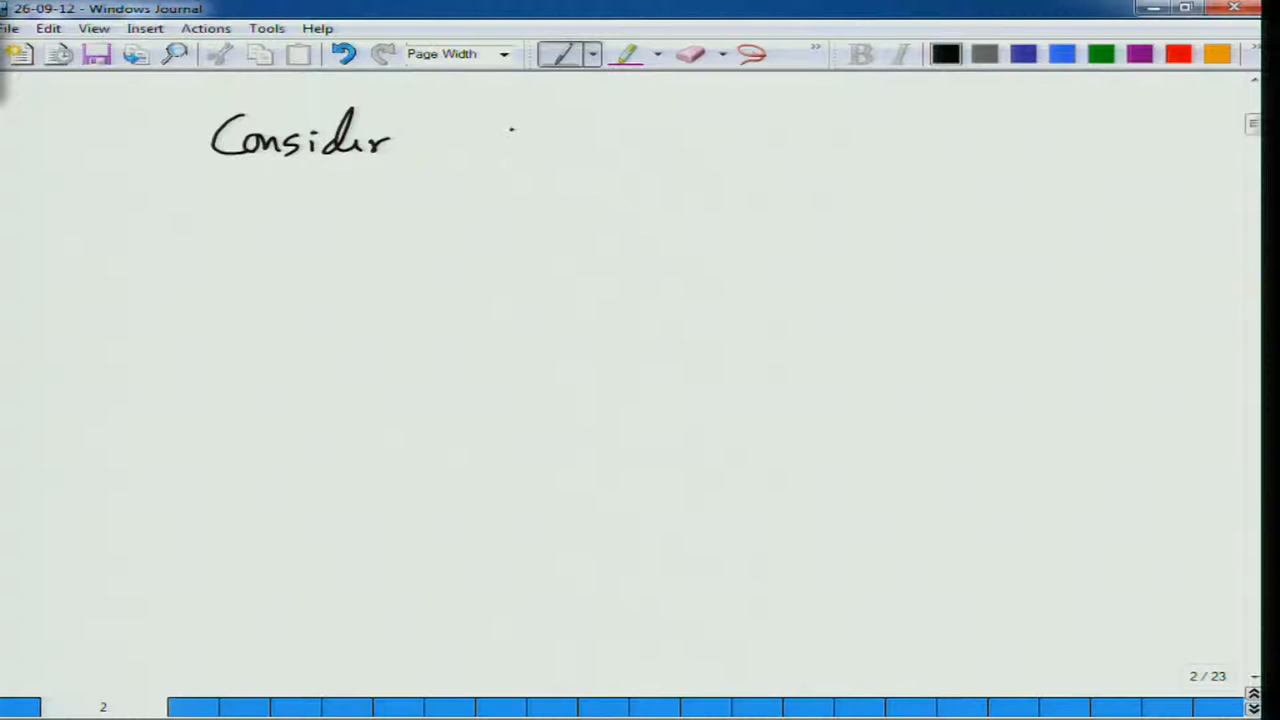 26-09-12 - Windows Journal
File Edit View Insert Actions Tools Help
Page Width
B I
Consider
2 / 23
2